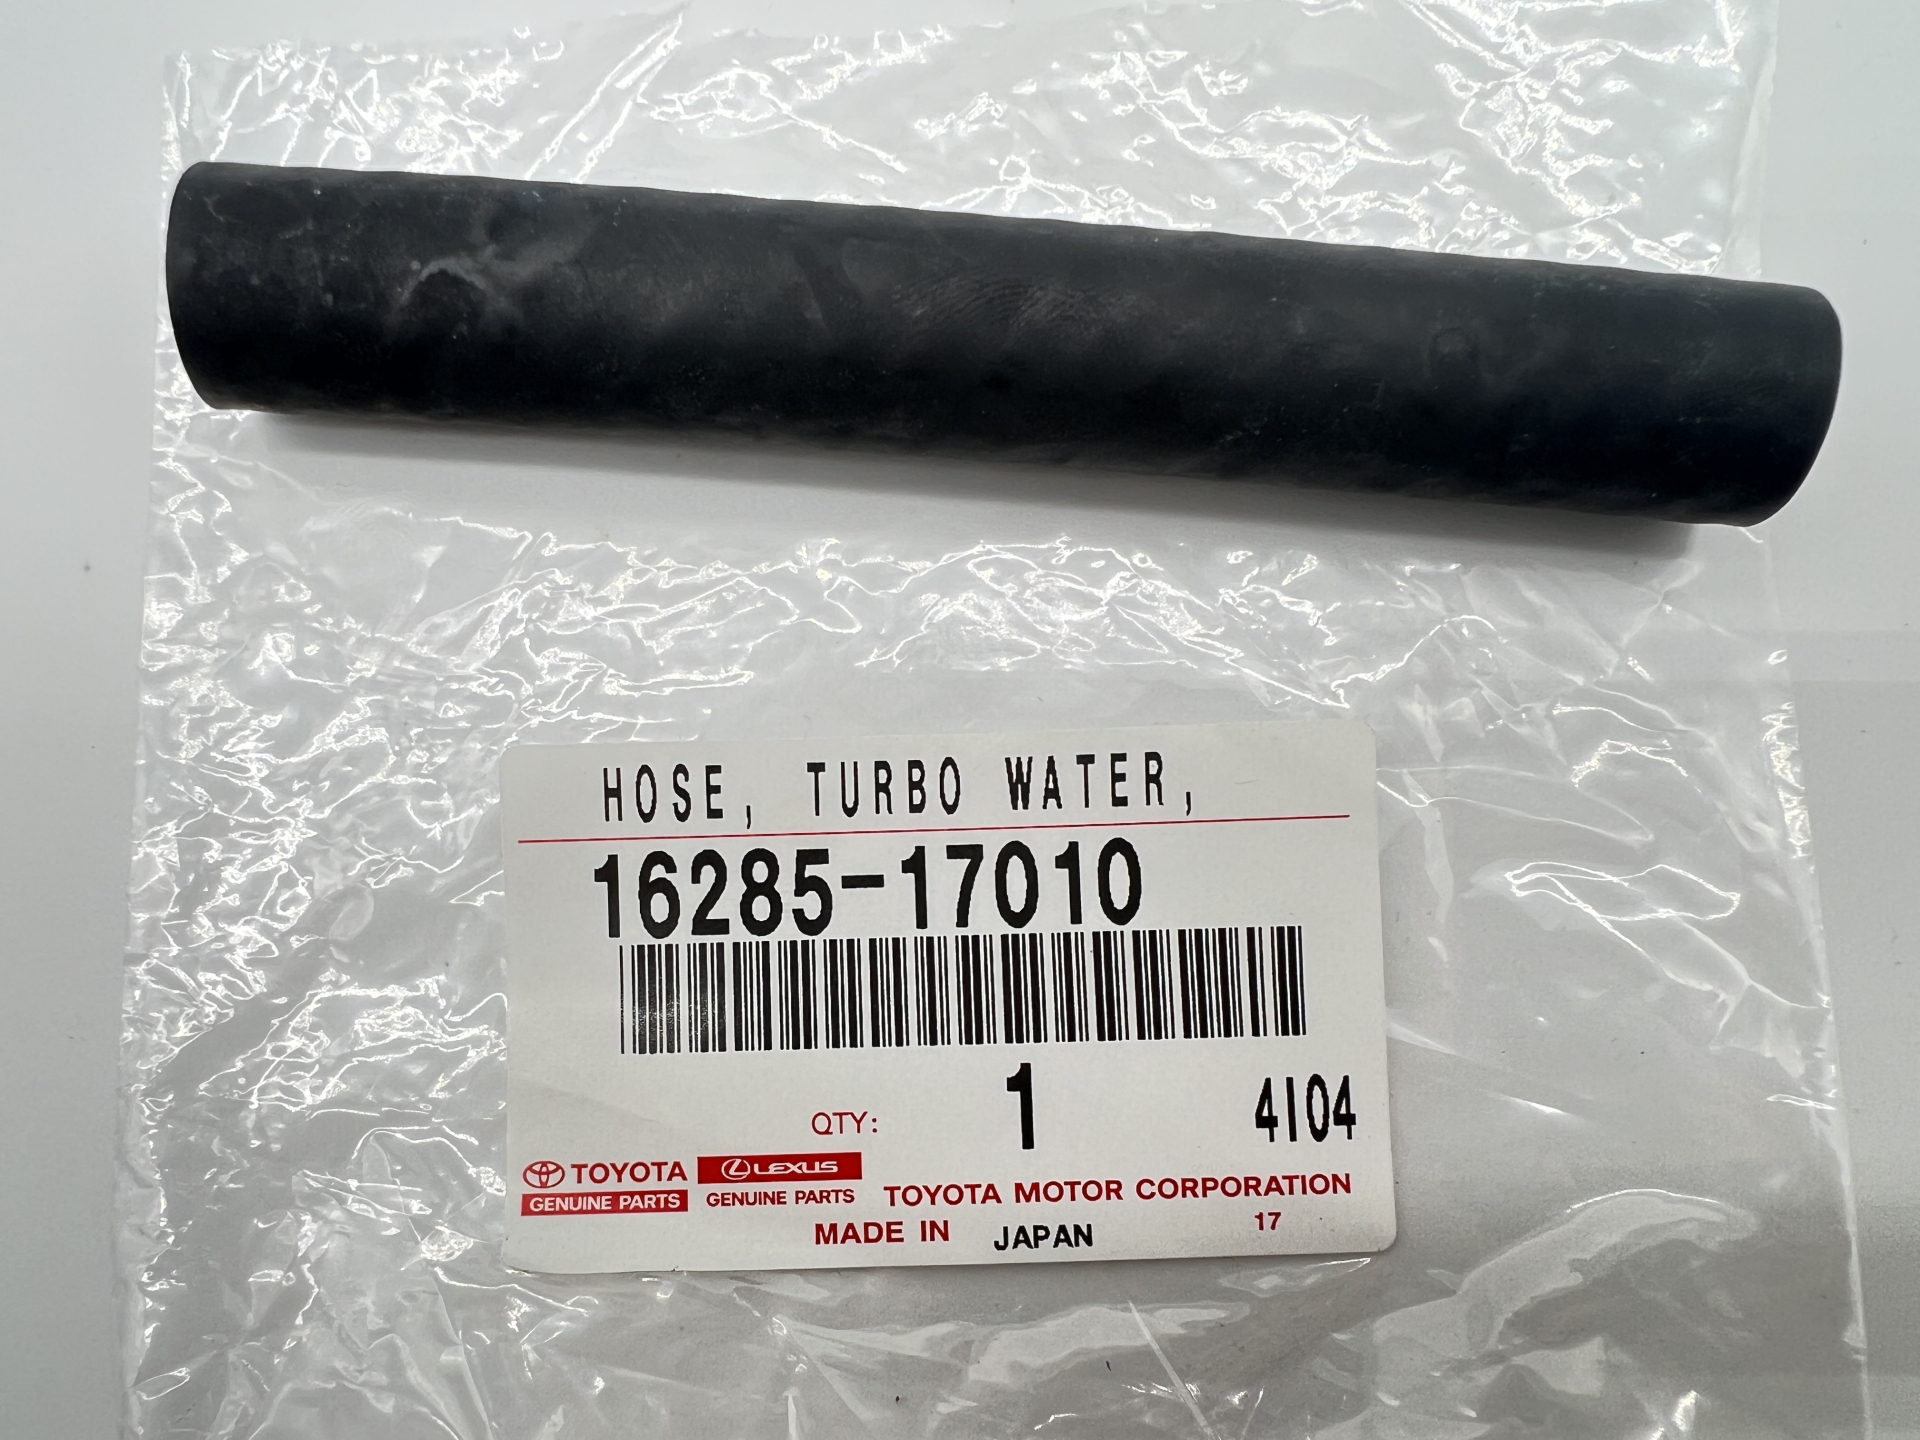 HOSE, TURBO WATER,
16285-17010
QTY: 1 4I04
TOYOTA LEXUS
GENUINE PARTS GENUINE PARTS TOYOTA MOTOR CORPORATION
MADE IN JAPAN 17